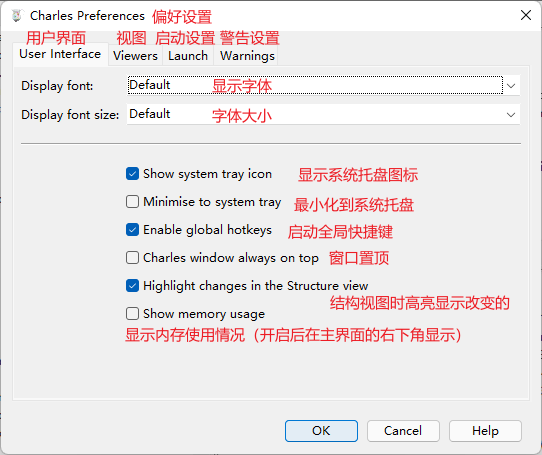 Charles Preferences 偏好设置
用户界面 视图 启动设置 警告设置
User Interface Viewers Launch Warnings
Display font: Default 显示字体
Display font size: Default 字体大小
Show system tray icon 显示系统托盘图标
Minimise to system tray 最小化到系统托盘
Enable global hotkeys 启动全局快捷键
Charles window always on top 窗口置顶
Highlight changes in the Structure view
结构视图时高亮显示改变的
Show memory usage
显示内存使用情况（开启后在主界面的右下角显示）
OK Cancel Help